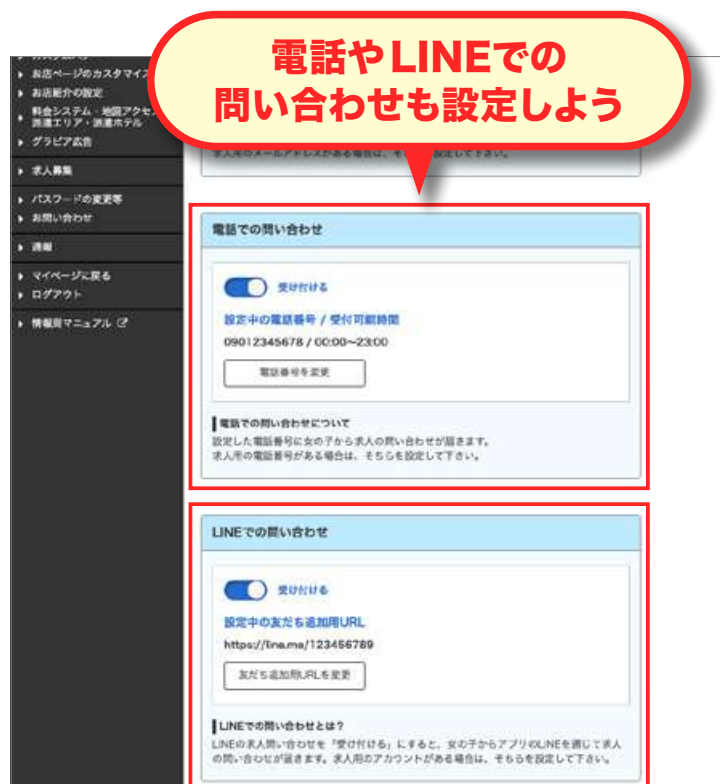 電話やLINEでの
問い合わせも設定しよう
お店ページのカスタマイズ
お店紹介の設定
料金システム・地図アクセス
派遣エリア・派遣ホテル
グラビア広告
求人募集
パスワードの変更等
お問い合わせ
速報
マイページに戻る
ログアウト
情報局マニュアル
求人用のメールアドレスがある場合は、そちらを設定して下さい。
電話での問い合わせ
受け付ける
設定中の電話番号 / 受付可能時間
09012345678 / 00:00~23:00
電話番号を変更
電話での問い合わせについて
設定した電話番号に女の子から求人の問い合わせが届きます。
求人用の電話番号がある場合は、そちらを設定して下さい。
LINEでの問い合わせ
受け付ける
設定中の友だち追加用URL
https://line.me/123456789
友だち追加用URLを変更
LINEでの問い合わせとは?
LINEの求人問い合わせを「受け付ける」にすると、女の子からアプリのLINEを通じて求人
の問い合わせが届きます。求人用のアカウントがある場合は、そちらを設定して下さい。